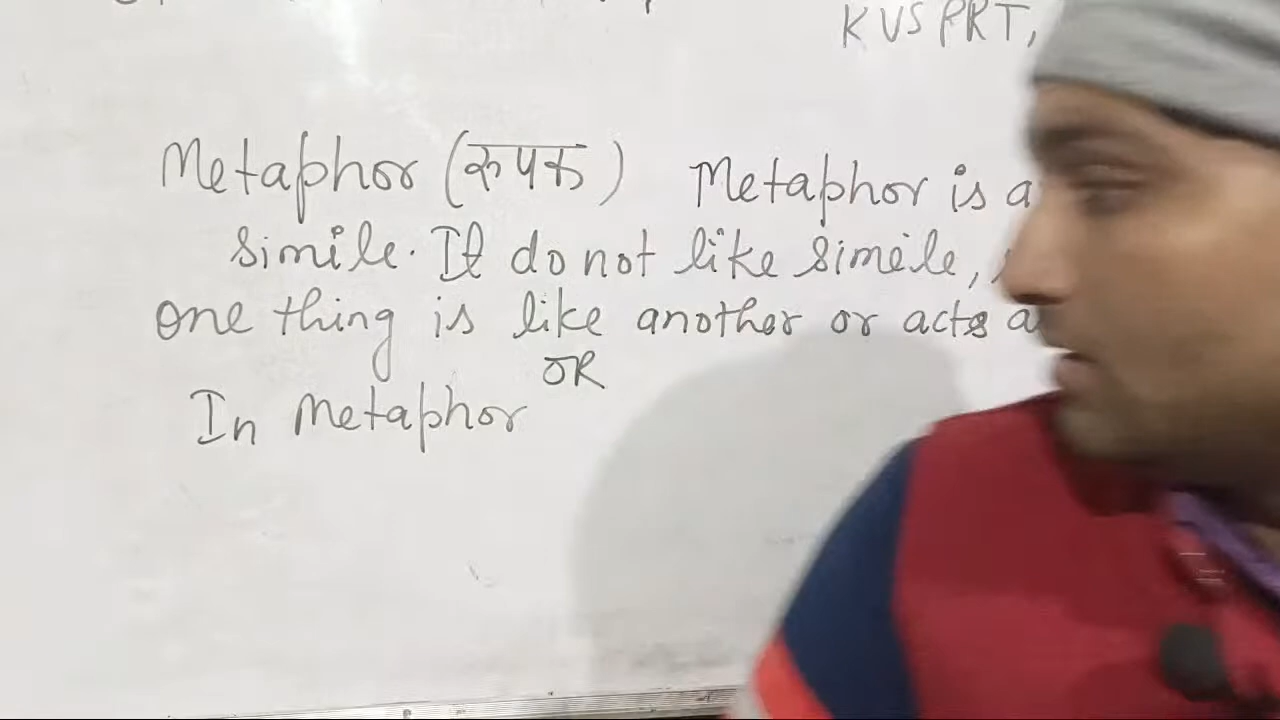 KVS PRT,
Metaphor (रूपक) Metaphor is a
simile. It do not like simile,
one thing is like another or acts a
OR
In Metaphor